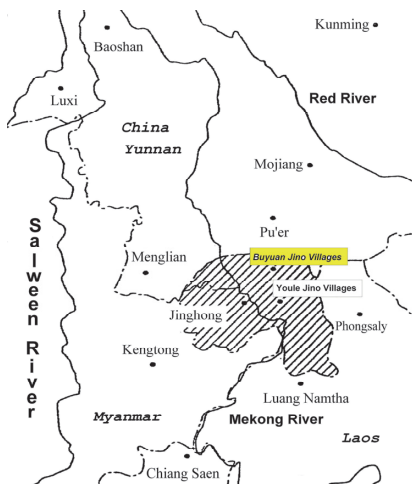 Kunming
Baoshan
Luxi
Red River
China
Yunnan
Mojiang
Pu'er
Salween River
Buyuan Jino Villages
Menglian
Youle Jino Villages
Jinghong
Phongsaly
Kengtong
Luang Namtha
Myanmar
Mekong River
Laos
Chiang Saen